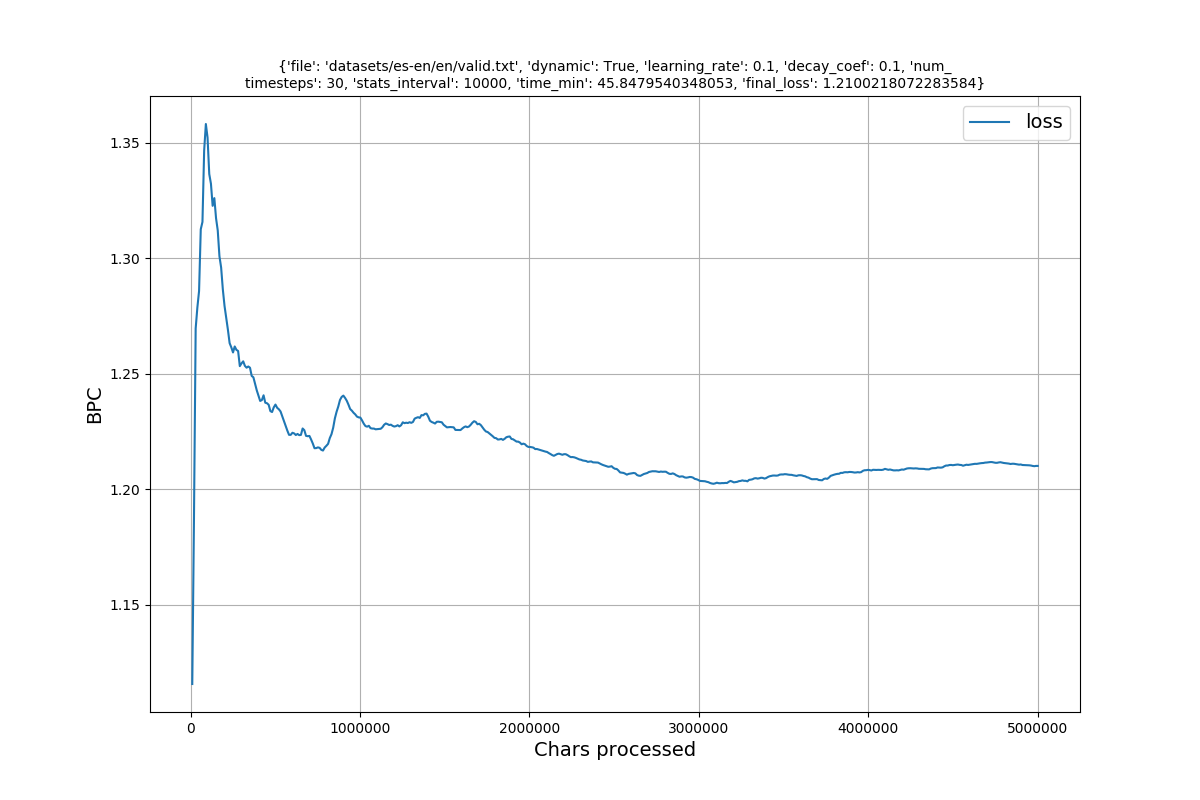 {'file': 'datasets/es-en/en/valid.txt', 'dynamic': True, 'learning_rate': 0.1, 'decay_coef': 0.1, 'num_
timesteps': 30, 'stats_interval': 10000, 'time_min': 45.8479540348053, 'final_loss': 1.2100218072283584}
loss
1.35
1.30
1.25
1.20
1.15
BPC
0 1000000 2000000 3000000 4000000 5000000
Chars processed